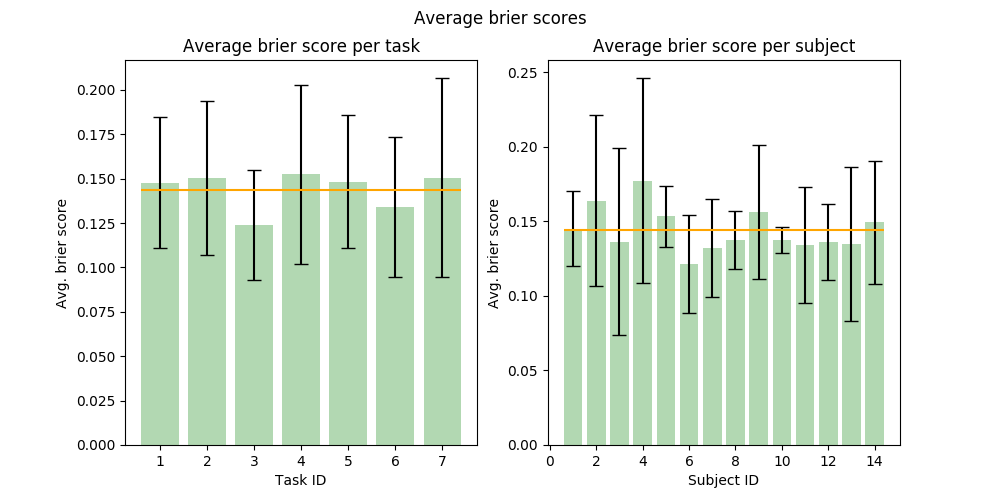 Average brier scores
Average brier score per task
Avg. brier score
0.200
0.175
0.150
0.125
0.100
0.075
0.050
0.025
0.000
1 2 3 4 5 6 7
Task ID
Average brier score per subject
Avg. brier score
0.25
0.20
0.15
0.10
0.05
0.00
0 2 4 6 8 10 12 14
Subject ID